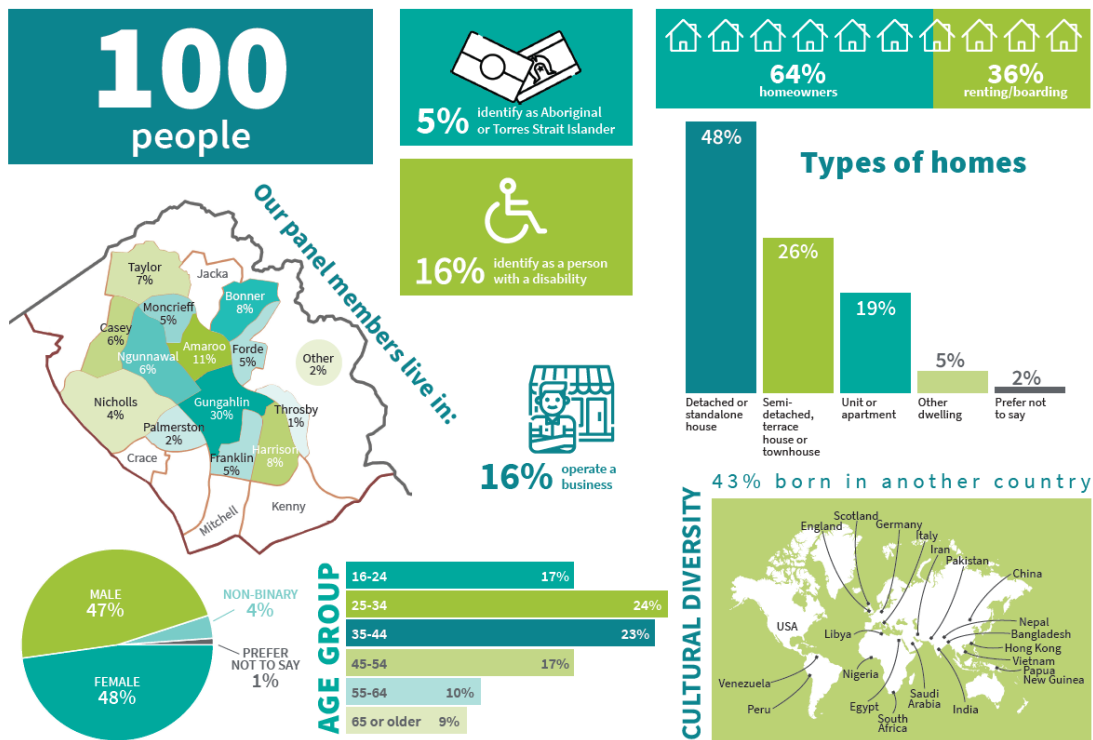 100
people
5%
identify as Aboriginal
or Torres Strait Islander
16%
identify as a person
with a disability
64%
homeowners
36%
renting/boarding
Types of homes
48%
26%
19%
5%
2%
Detached or
standalone
house
Semi-
detached,
terrace
house or
townhouse
Unit or
apartment
Other
dwelling
Prefer not
to say
Our panel members live in:
Taylor
7%
Jacka
Bonner
8%
Moncrieff
5%
Casey
6%
Ngunnawal
6%
Amaroo
11%
Forde
5%
Other
2%
Nicholls
4%
Gungahlin
30%
Throsby
1%
Palmerston
2%
Crace
Franklin
5%
Harrison
8%
Mitchell
Kenny
16%
operate a
business
MALE
47%
NON-BINARY
4%
PREFER
NOT TO SAY
1%
FEMALE
48%
AGE GROUP
16-24 17%
25-34 24%
35-44 23%
45-54 17%
55-64 10%
65 or older 9%
CULTURAL DIVERSITY
43% born in another country
Scotland
England
Germany
Italy
Iran
Pakistan
China
USA
Libya
Nepal
Bangladesh
Hong Kong
Vietnam
Papua
New Guinea
Nigeria
Venezuela
Peru
Egypt
South
Africa
Saudi
Arabia
India